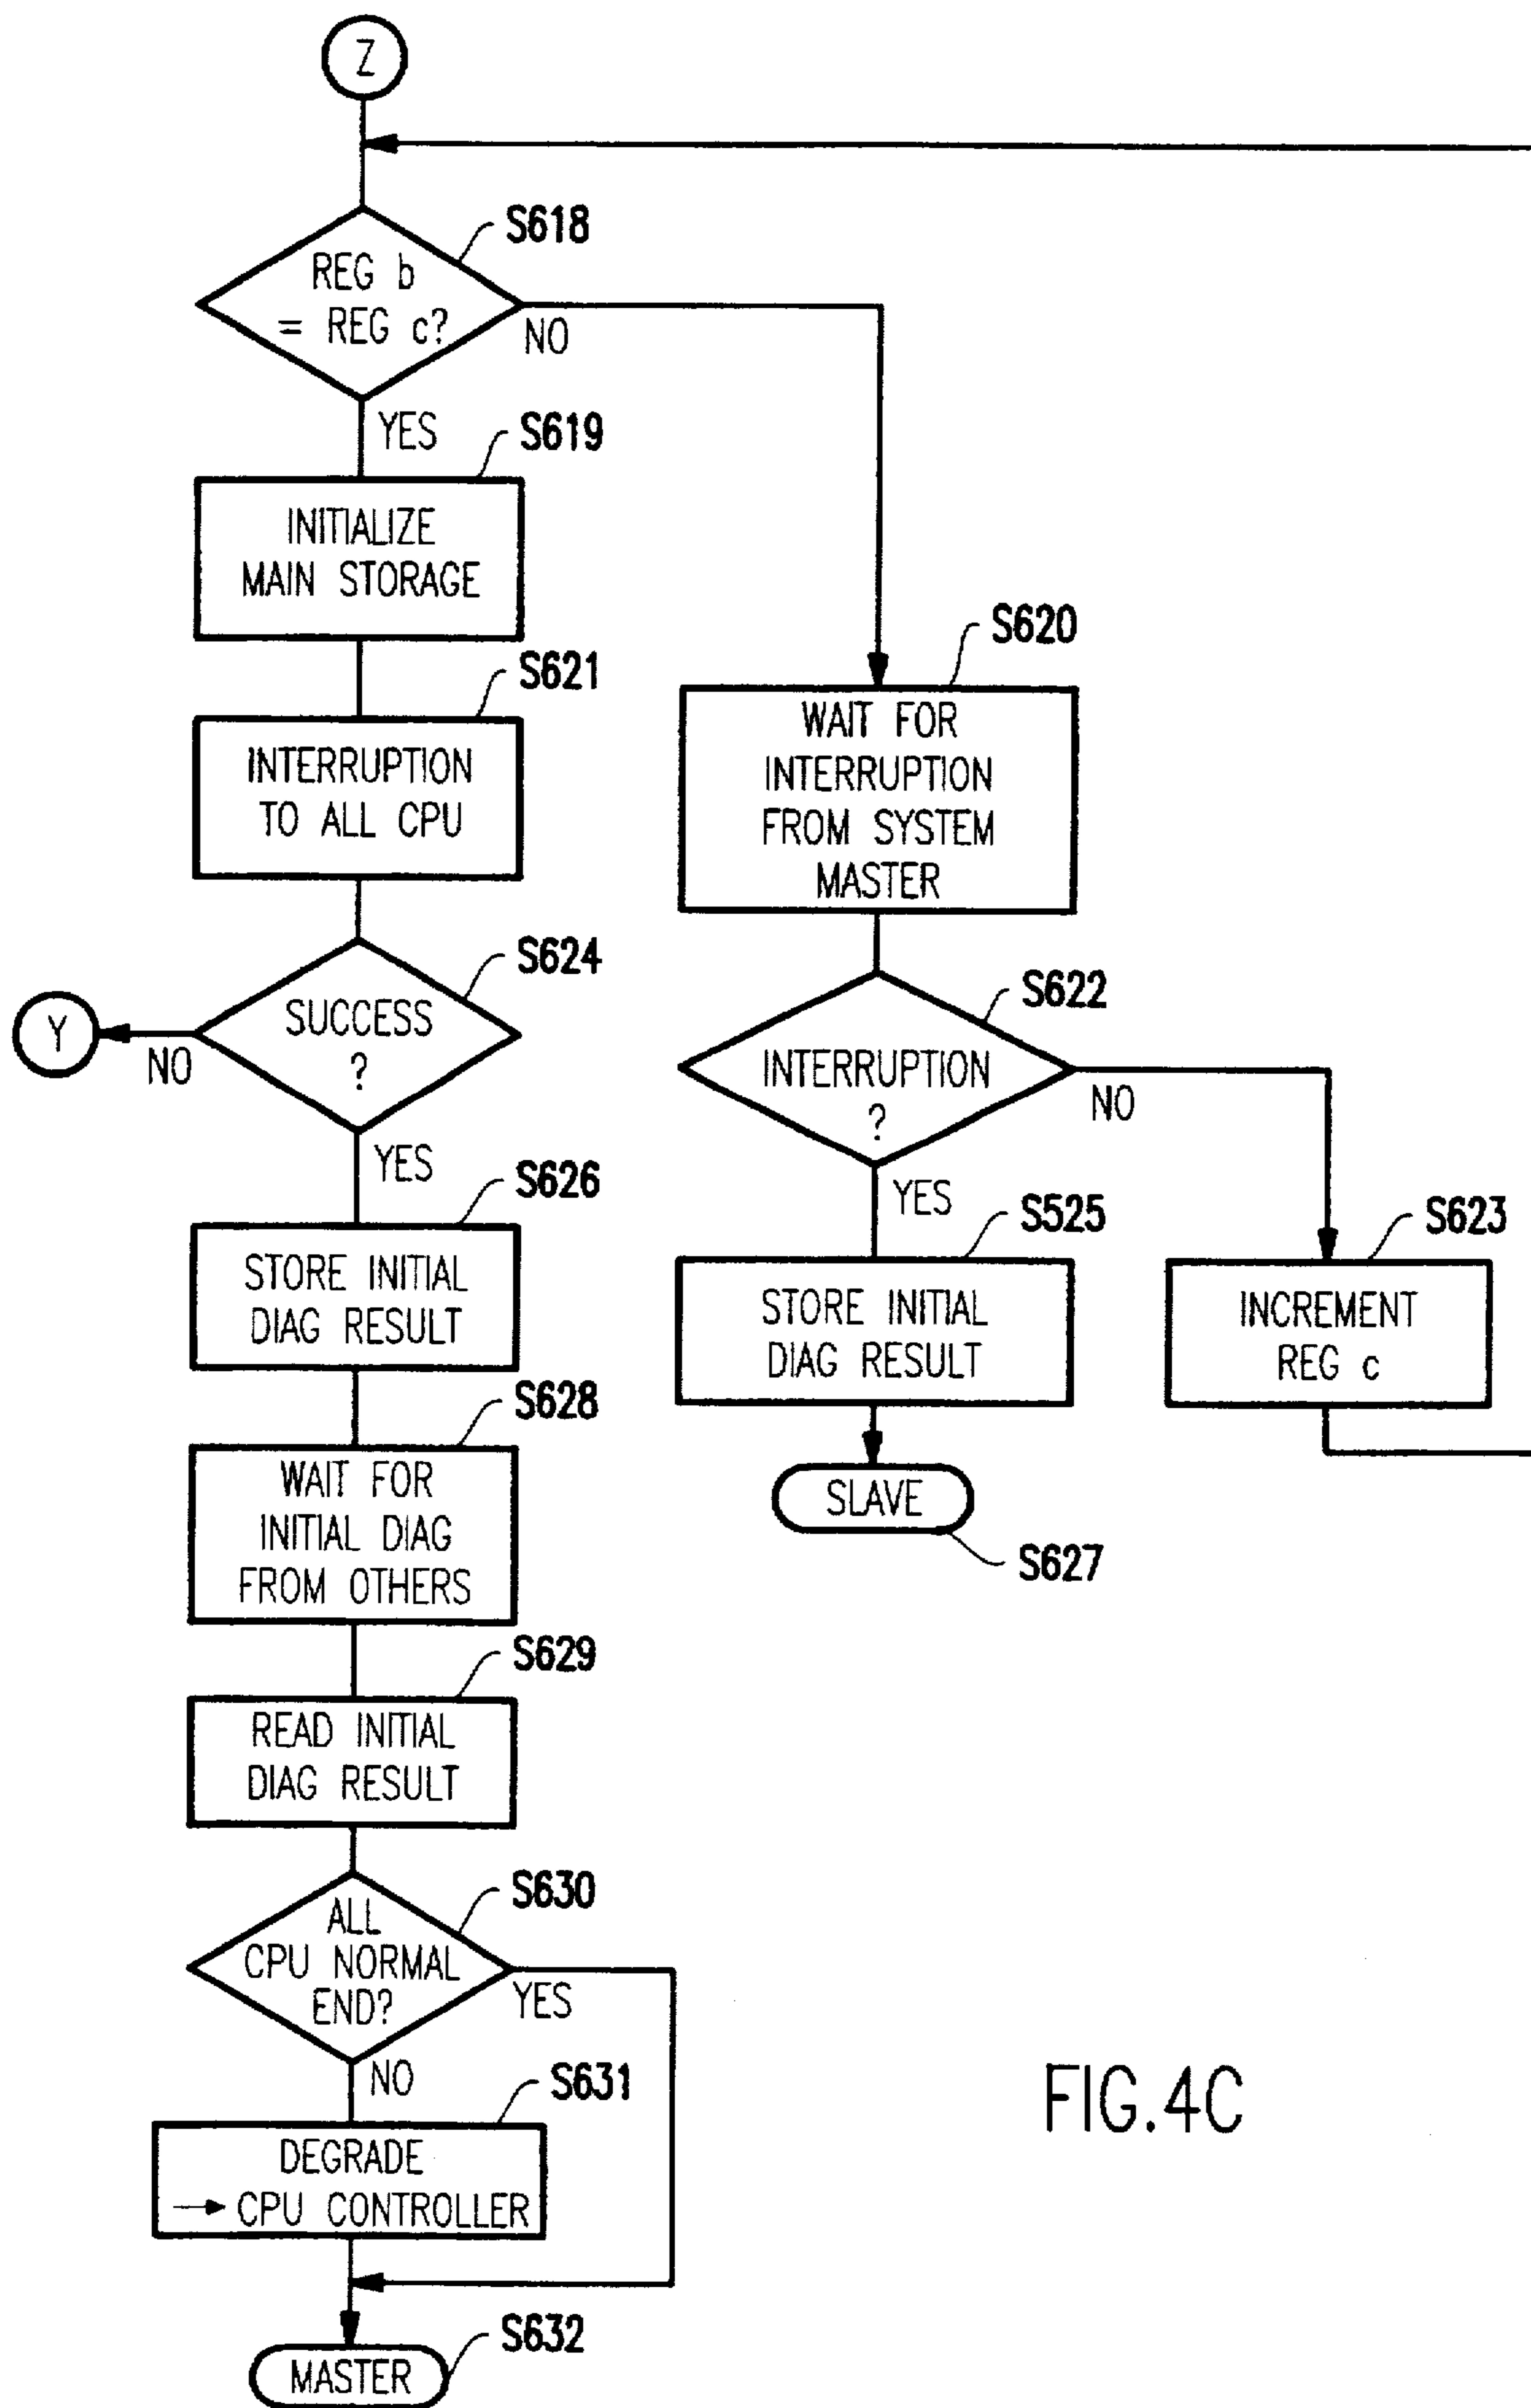 Z
S618
REG b
= REG c?
NO
YES
S619
INITIALIZE
MAIN STORAGE
S621
INTERRUPTION
TO ALL CPU
S620
WAIT FOR
INTERRUPTION
FROM SYSTEM
MASTER
S624
SUCCESS
?
Y
NO
YES
S622
INTERRUPTION
?
NO
YES
S626
STORE INITIAL
DIAG RESULT
S525
STORE INITIAL
DIAG RESULT
S623
INCREMENT
REG c
S628
WAIT FOR
INITIAL DIAG
FROM OTHERS
SLAVE
S627
S629
READ INITIAL
DIAG RESULT
S630
ALL
CPU NORMAL
END?
YES
NO
S631
DEGRADE
→ CPU CONTROLLER
S632
MASTER
FIG.4C